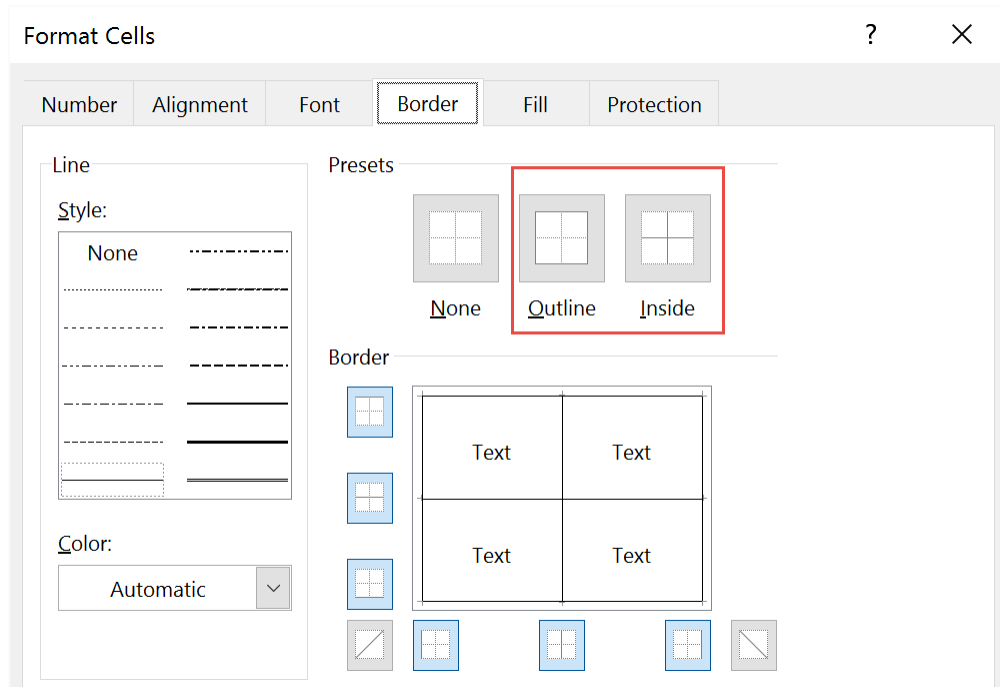 Format Cells ?
Number Alignment Font Border Fill Protection
Line
Style:
None
Color:
Automatic
Presets
None Outline Inside
Border
Text Text
Text Text